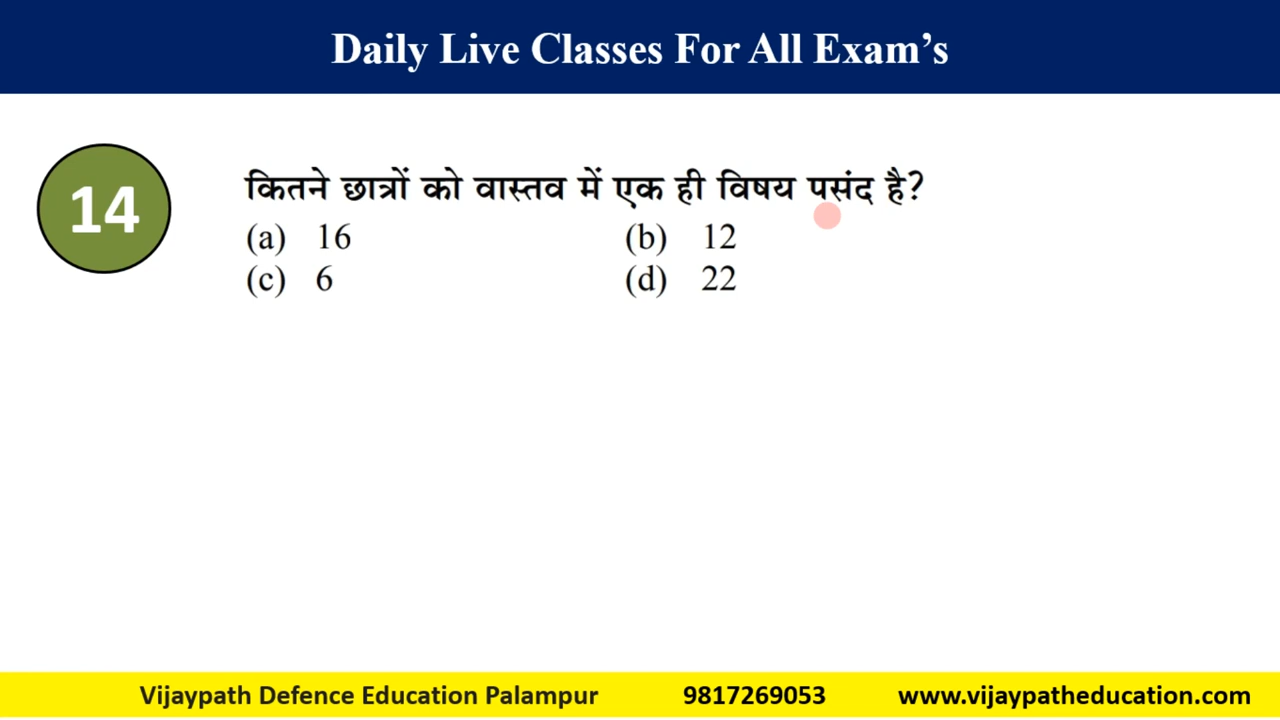 Daily Live Classes For All Exam’s
14
कितने छात्रों को वास्तव में एक ही विषय पसंद है?
(a) 16 (b) 12
(c) 6 (d) 22
Vijaypath Defence Education Palampur 9817269053 www.vijaypatheducation.com